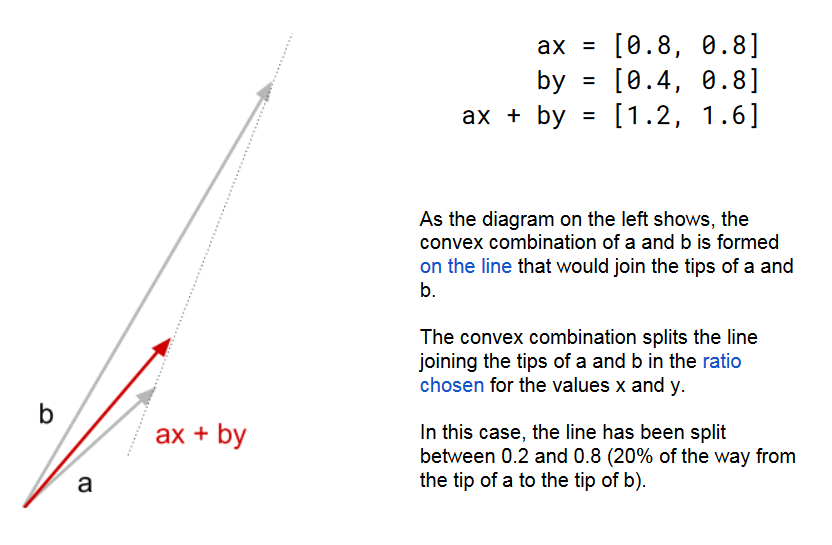 ax = [0.8, 0.8]
by = [0.4, 0.8]
ax + by = [1.2, 1.6]
As the diagram on the left shows, the
convex combination of a and b is formed
on the line that would join the tips of a and
b.
The convex combination splits the line
joining the tips of a and b in the ratio
chosen for the values x and y.
In this case, the line has been split
between 0.2 and 0.8 (20% of the way from
the tip of a to the tip of b).
b
ax + by
a